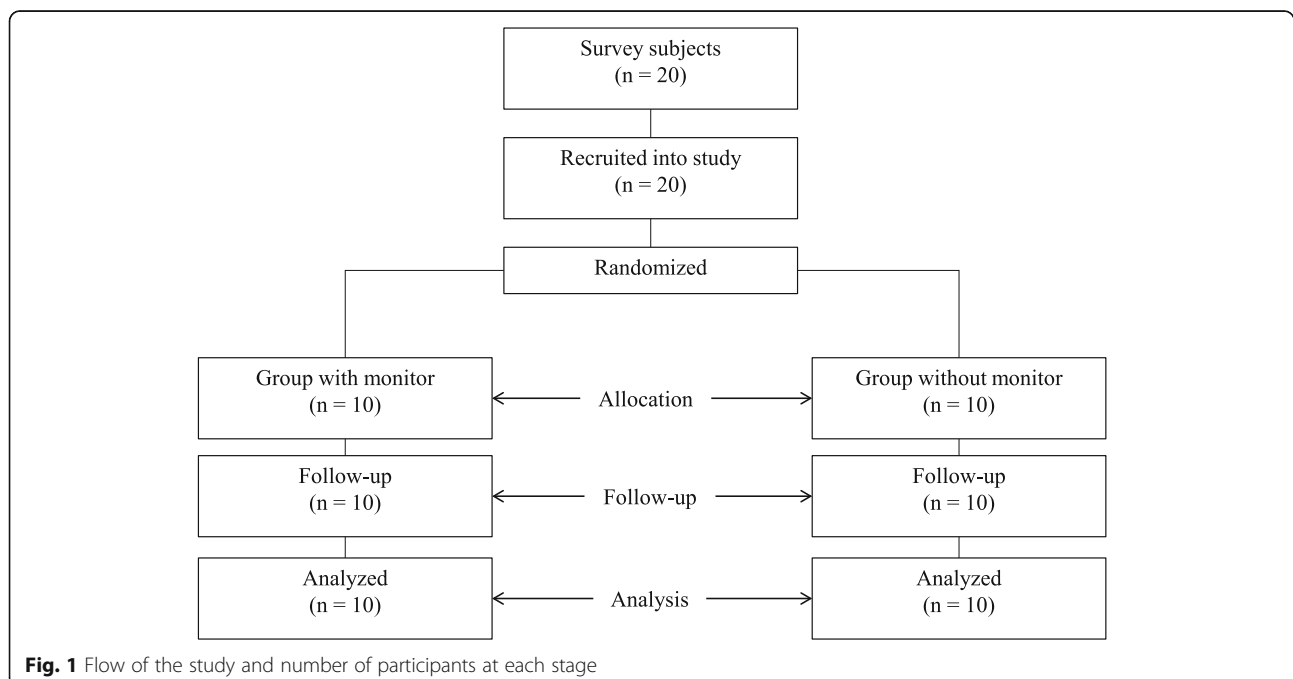 Survey subjects
(n = 20)
Recruited into study
(n = 20)
Randomized
Group with monitor
(n = 10)
Allocation
Group without monitor
(n = 10)
Follow-up
(n = 10)
Follow-up
Follow-up
(n = 10)
Analyzed
(n = 10)
Analysis
Analyzed
(n = 10)
Fig. 1 Flow of the study and number of participants at each stage